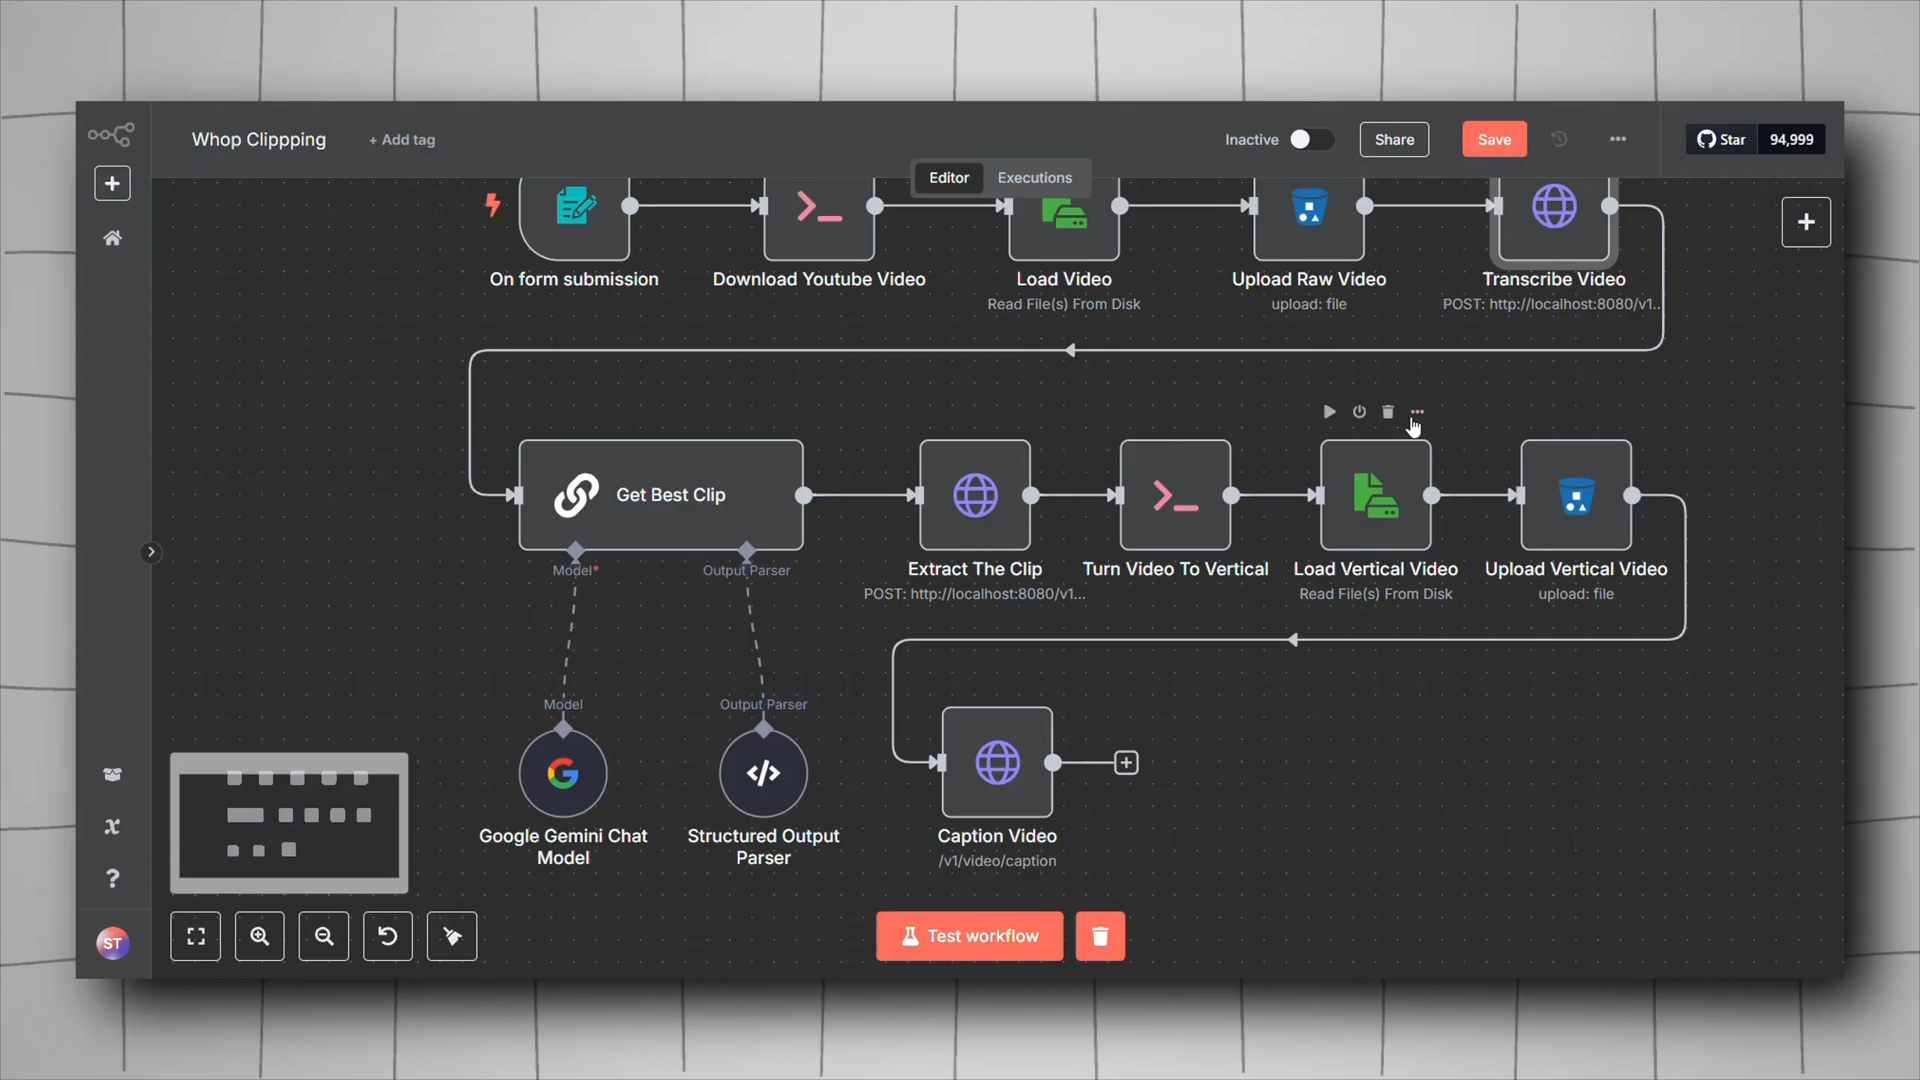 Whop Clippping
+ Add tag
Inactive
Share
Save
Star
94,999
Editor
Executions
On form submission
Download Youtube Video
Load Video
Read File(s) From Disk
Upload Raw Video
upload: file
Transcribe Video
POST: http://localhost:8080/v1...
Get Best Clip
Model*
Output Parser
Extract The Clip
POST: http://localhost:8080/v1...
Turn Video To Vertical
Load Vertical Video
Read File(s) From Disk
Upload Vertical Video
upload: file
Model
Output Parser
Google Gemini Chat
Model
Structured Output
Parser
Caption Video
/v1/video/caption
ST
Test workflow